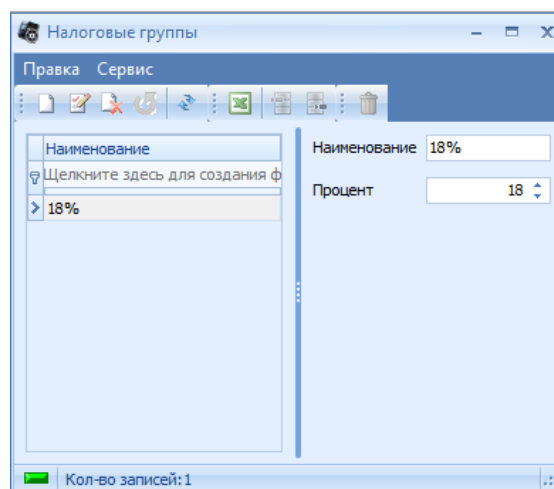 Налоговые группы
Правка Сервис
Наименование
Щелкните здесь для создания ф
18%
Наименование 18%
Процент 18
Кол-во записей:1